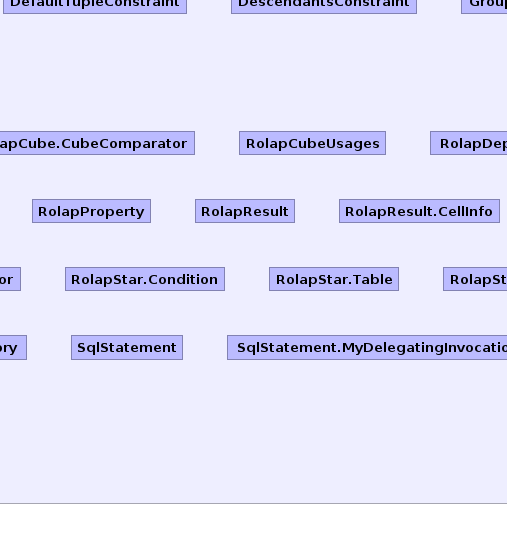 DefaultTupleConstraint DescendantsConstraint Group
apCube.CubeComparator RolapCubeUsages RolapDep
RolapProperty RolapResult RolapResult.CellInfo
or RolapStar.Condition RolapStar.Table RolapSt
ory SqlStatement SqlStatement.MyDelegatingInvocatio